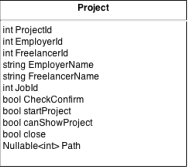 Project
int ProjectId
int EmployerId
int FreelancerId
string EmployerName
string FreelancerName
int JobId
bool CheckConfirm
bool startProject
bool canShowProject
bool close
Nullable<int> Path